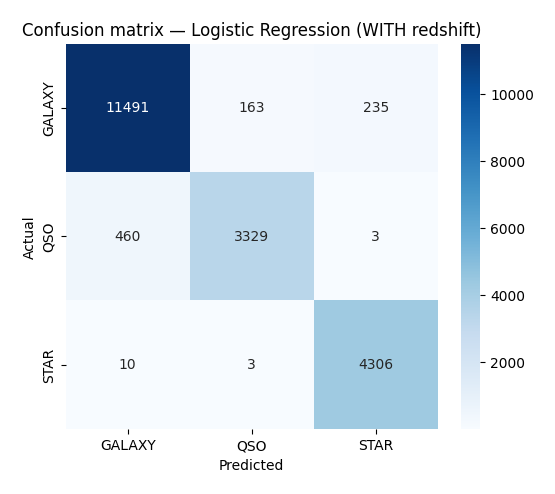 Confusion matrix — Logistic Regression (WITH redshift)
GALAXY
11491
163
235
10000
8000
Actual
QSO
460
3329
3
6000
4000
STAR
10
3
4306
2000
GALAXY
QSO
STAR
Predicted